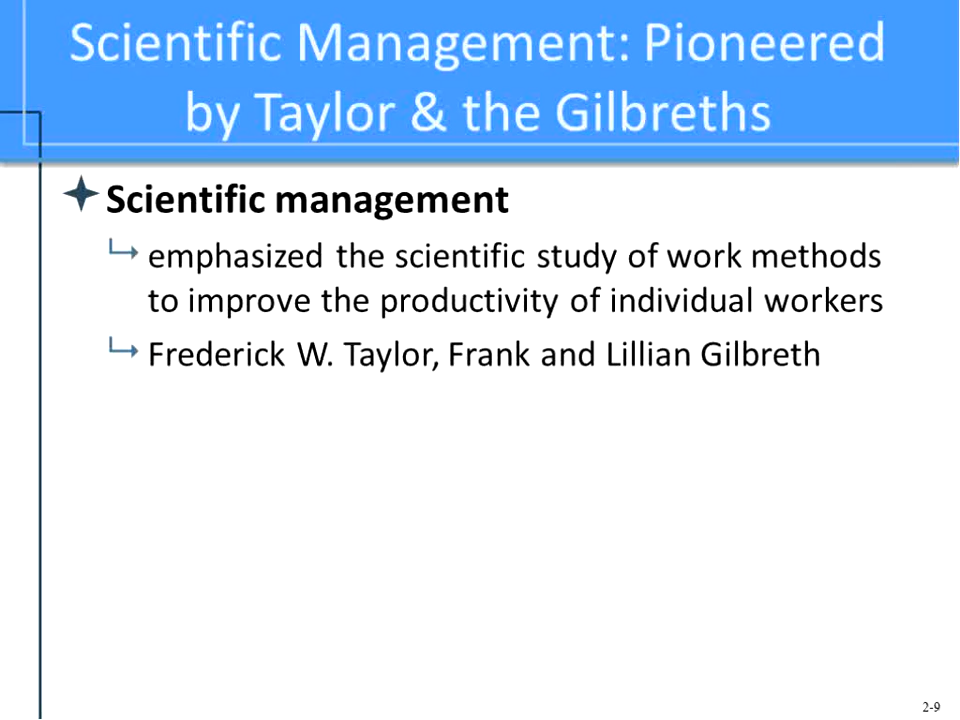 Scientific Management: Pioneered
by Taylor & the Gilbreths
Scientific management
emphasized the scientific study of work methods
to improve the productivity of individual workers
Frederick W. Taylor, Frank and Lillian Gilbreth
2-9